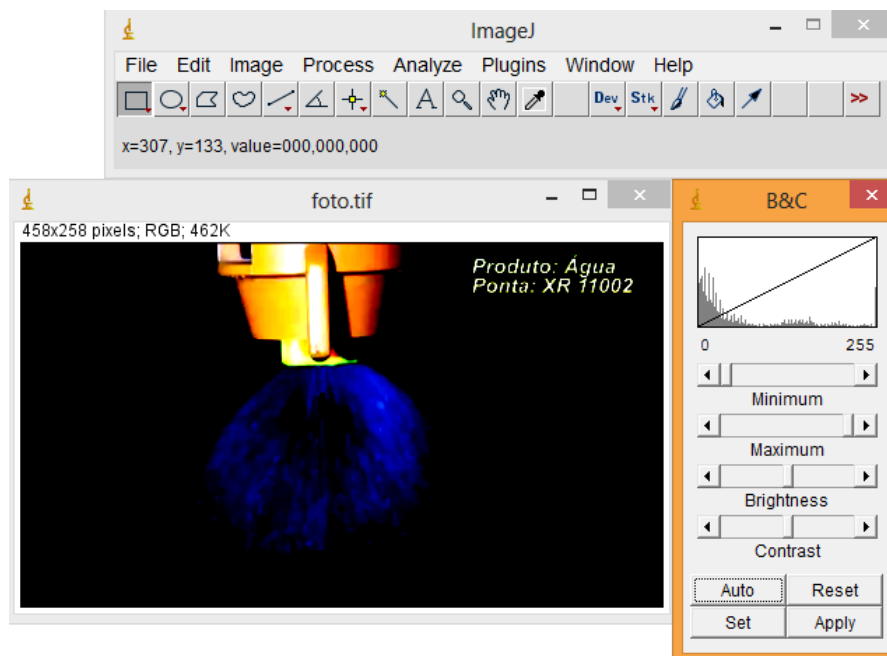 ImageJ
File Edit Image Process Analyze Plugins Window Help
Dev Stk >>
x=307, y=133, value=000,000,000
foto.tif
458x258 pixels; RGB; 462K
Produto: Água
Ponta: XR 11002
B&C
0 255
Minimum
Maximum
Brightness
Contrast
Auto Reset
Set Apply